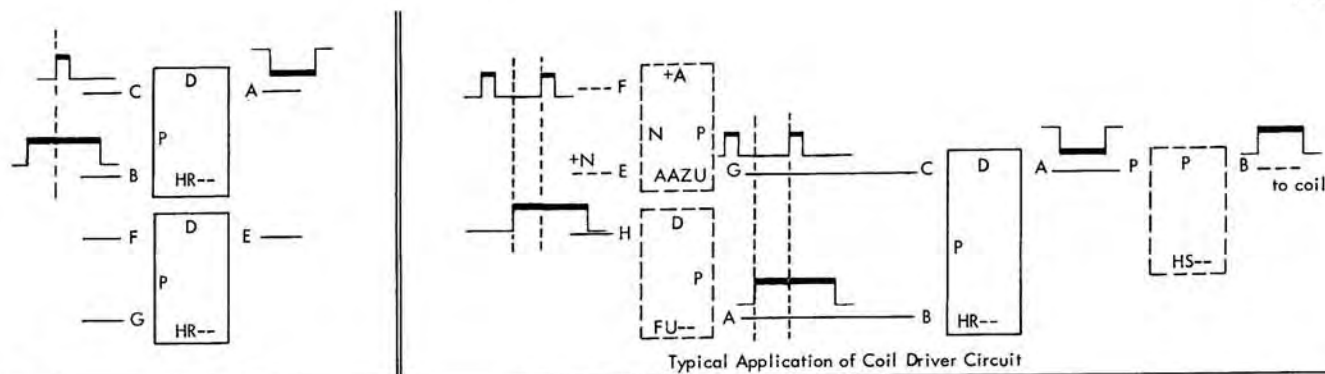 C D A
P
B HR--
F D E
P
G HR--
F +A
N P
+N
E AAZU G C D A P P B
to coil
H D
P
P
HS--
A B HR--
FU--
Typical Application of Coil Driver Circuit